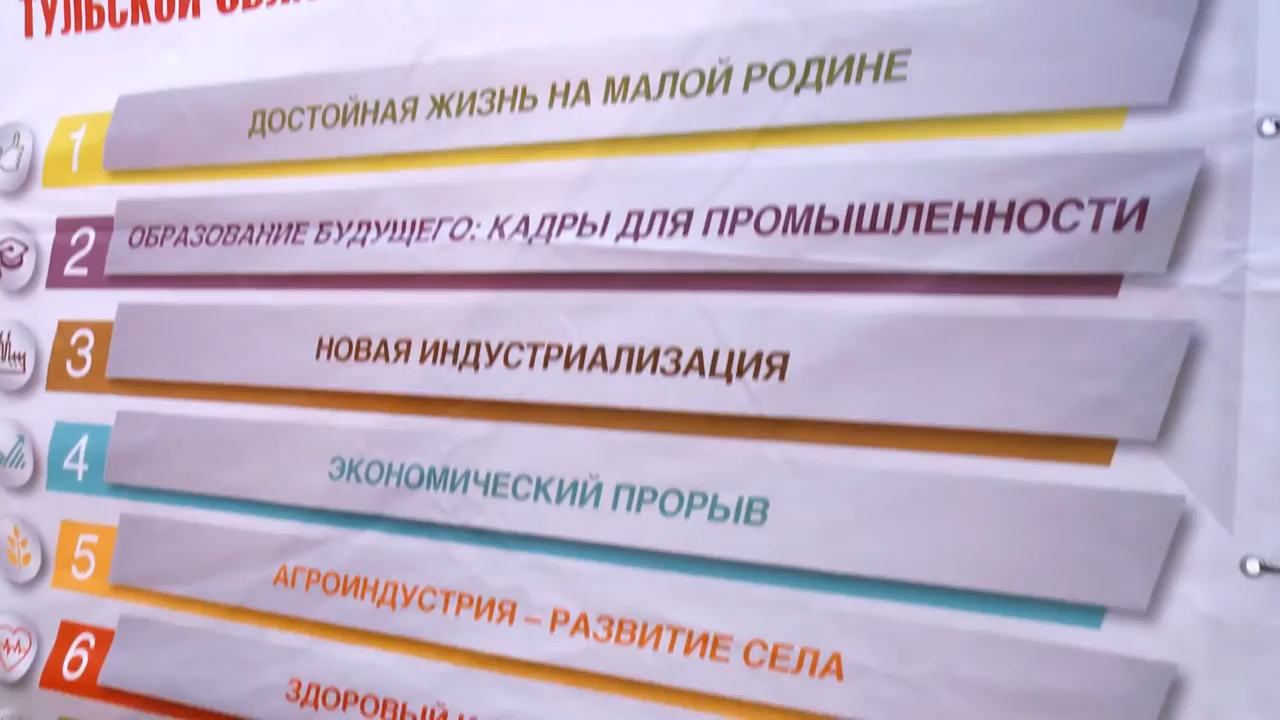 ТУЛЬСКОЙ
1 ДОСТОЙНАЯ ЖИЗНЬ НА МАЛОЙ РОДИНЕ
2 ОБРАЗОВАНИЕ БУДУЩЕГО: КАДРЫ ДЛЯ ПРОМЫШЛЕННОСТИ
3 НОВАЯ ИНДУСТРИАЛИЗАЦИЯ
4 ЭКОНОМИЧЕСКИЙ ПРОРЫВ
5 АГРОИНДУСТРИЯ – РАЗВИТИЕ СЕЛА
6 ЗДОРОВЫЙ